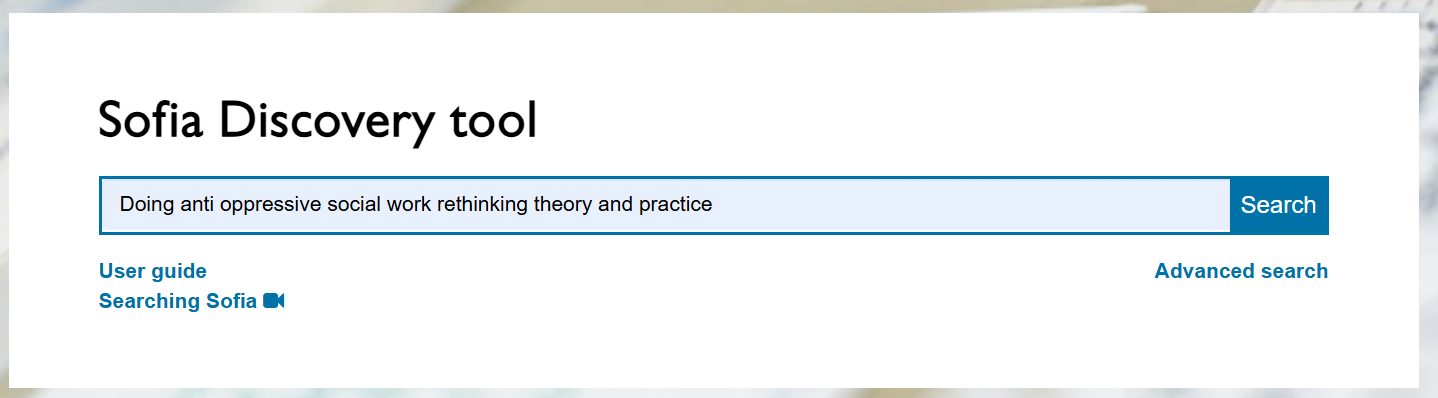 Sofia Discovery tool
Doing anti oppressive social work rethinking theory and practice
Search
User guide
Advanced search
Searching Sofia